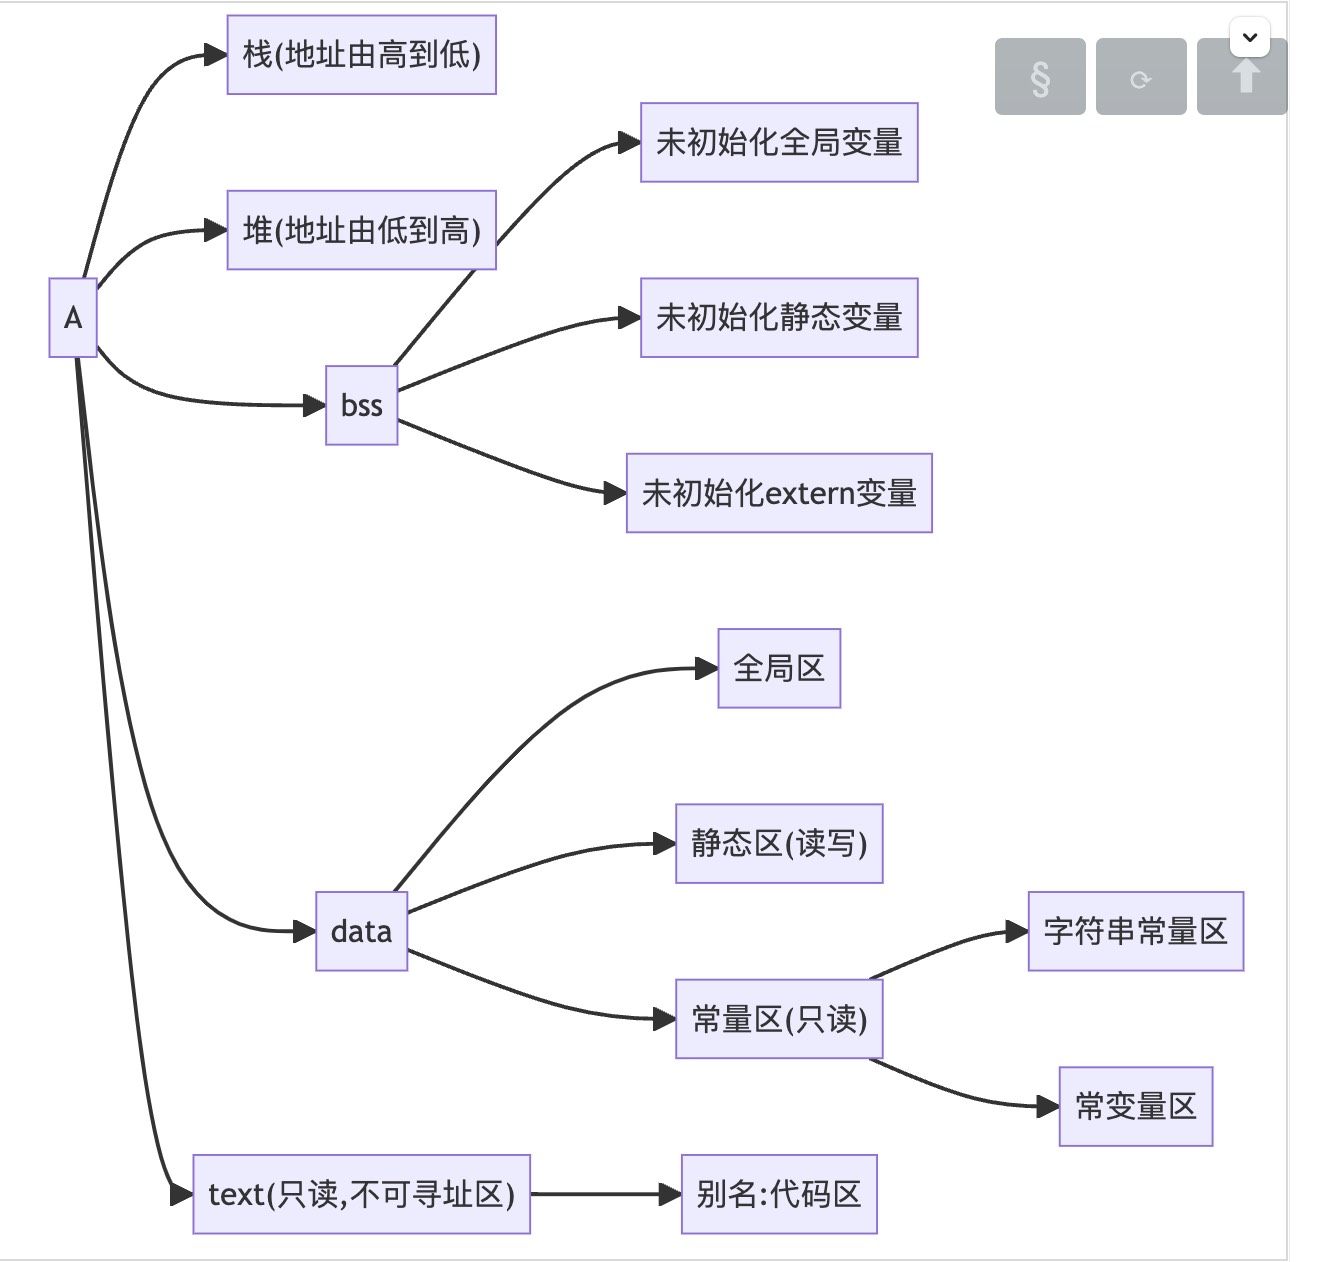 栈(地址由高到低)
§
⟳
未初始化全局变量
堆(地址由低到高)
A
未初始化静态变量
bss
未初始化extern变量
全局区
静态区(读写)
data
字符串常量区
常量区(只读)
常变量区
text(只读,不可寻址区)
别名:代码区